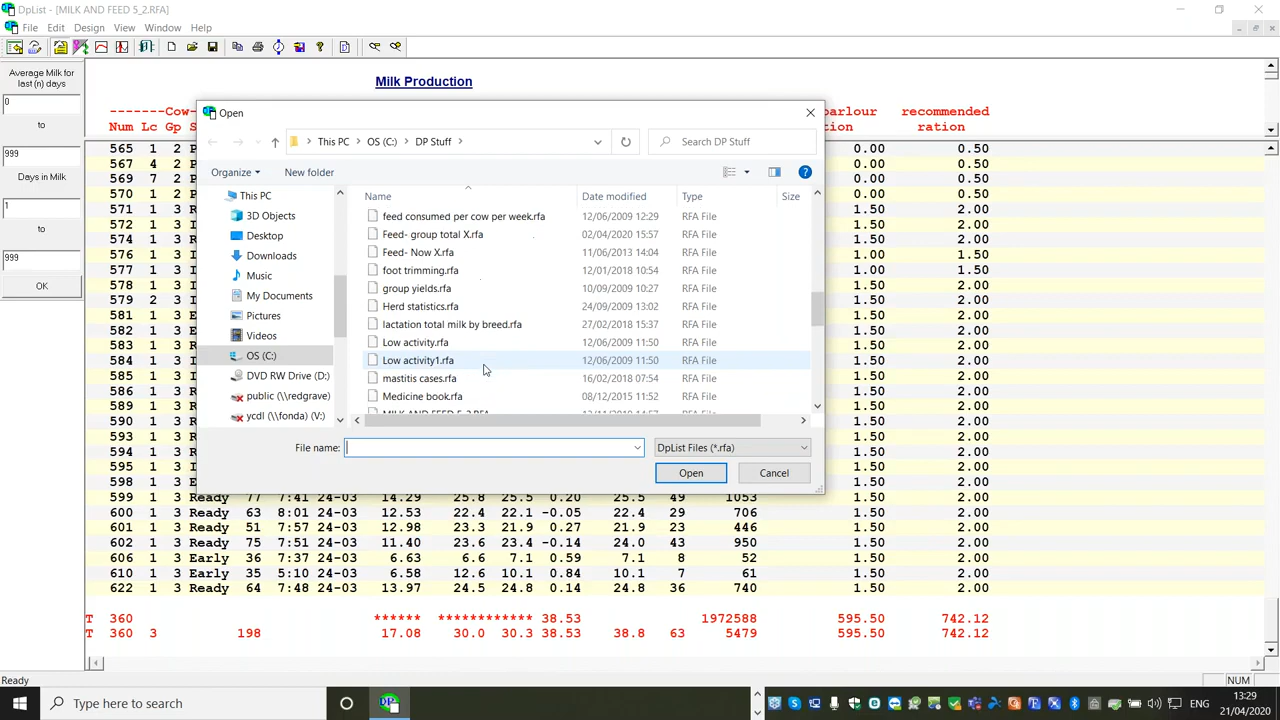 DpList - [MILK AND FEED 5_2.RFA]
File Edit Design View Window Help
Average Milk for
last (n) days
0
to
999
Days in Milk
1
to
999
OK
Milk Production
-------Cow-
Num Lc Gp S
parlour recommended
tion ration
565 1 2 P 0.00 0.50
567 4 2 P 0.00 0.50
569 7 2 P 0.00 0.50
570 1 2 P 0.00 0.50
571 1 3 R 1.50 2.00
572 1 3 I 1.50 2.00
574 1 3 R 1.50 2.00
576 1 3 I 1.00 1.50
577 1 3 I 1.50 2.00
578 1 3 I 1.50 2.00
579 2 3 I 1.50 2.00
581 1 3 E 1.50 2.00
582 1 3 R 1.50 2.00
583 1 3 R 1.50 2.00
584 1 3 I 1.50 2.00
585 1 3 R 1.50 2.00
586 1 3 R 1.50 2.00
589 1 3 E 1.50 2.00
590 1 3 R 1.50 2.00
593 1 3 R 1.50 2.00
594 1 3 R 1.50 2.00
595 1 3 I 1.50 2.00
598 1 3 E 1.50 2.00
599 1 3 Ready 77 7:41 24-03 14.29 25.8 25.5 0.20 25.5 49 1053 1.50 2.00
600 1 3 Ready 63 8:01 24-03 12.53 22.4 22.1 -0.05 22.4 29 706 1.50 2.00
601 1 3 Ready 51 7:57 24-03 12.98 23.3 21.9 0.27 21.9 23 446 1.50 2.00
602 1 3 Ready 75 7:51 24-03 11.40 23.6 23.4 -0.14 24.0 43 950 1.50 2.00
606 1 3 Early 36 7:37 24-03 6.63 6.6 7.1 0.59 7.1 8 52 1.50 2.00
610 1 3 Early 35 5:10 24-03 6.58 12.6 10.1 0.84 10.1 7 61 1.50 2.00
622 1 3 Ready 64 7:48 24-03 13.97 24.5 24.8 0.14 24.8 36 740 1.50 2.00
T 360 ****** ************ 38.53 1972588 595.50 742.12
T 360 3 198 17.08 30.0 30.3 38.53 38.8 63 5479 595.50 742.12
Open
This PC OS (C:) DP Stuff
Search DP Stuff
Organize New folder
This PC
3D Objects
Desktop
Downloads
Music
My Documents
Pictures
Videos
OS (C:)
DVD RW Drive (D:)
public (\\redgrave)
ycdl (\\fonda) (V:)
Name Date modified Type Size
feed consumed per cow per week.rfa 12/06/2009 12:29 RFA File
Feed- group total X.rfa 02/04/2020 15:57 RFA File
Feed- Now X.rfa 11/06/2013 14:04 RFA File
foot trimming.rfa 12/01/2018 10:54 RFA File
group yields.rfa 10/09/2009 10:27 RFA File
Herd statistics.rfa 24/09/2009 13:02 RFA File
lactation total milk by breed.rfa 27/02/2018 15:37 RFA File
Low activity.rfa 12/06/2009 11:50 RFA File
Low activity1.rfa 12/06/2009 11:50 RFA File
mastitis cases.rfa 16/02/2018 07:54 RFA File
Medicine book.rfa 08/12/2015 11:52 RFA File
MILK AND FEED 5_2.RFA
File name:
DpList Files (*.rfa)
Open Cancel
Ready
NUM
Type here to search
DP
ENG
13:29
21/04/2020